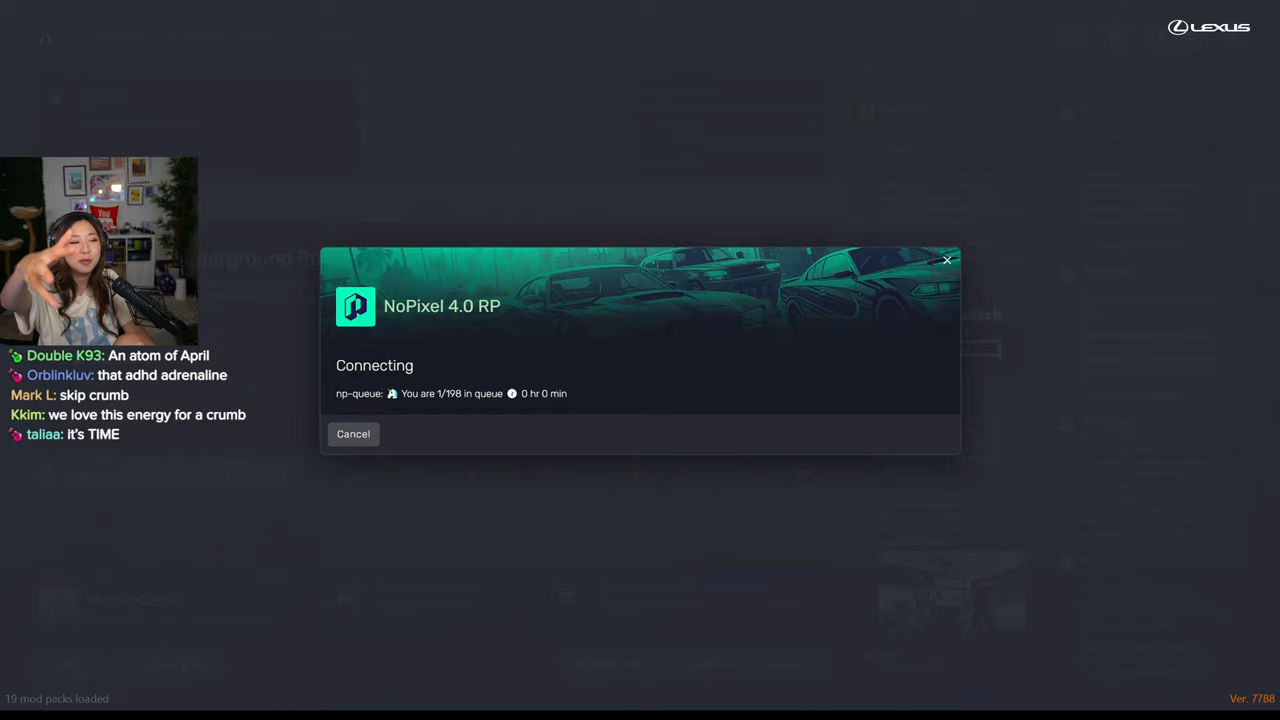 LEXUS
You
NoPixel 4.0 RP
Connecting
np-queue: You are 1/198 in queue 0 hr 0 min
Cancel
Double K93: An atom of April
Orblinkluv: that adhd adrenaline
Mark L: skip crumb
Kkim: we love this energy for a crumb
taliaa: it's TIME
19 mod packs loaded
Ver. 7788